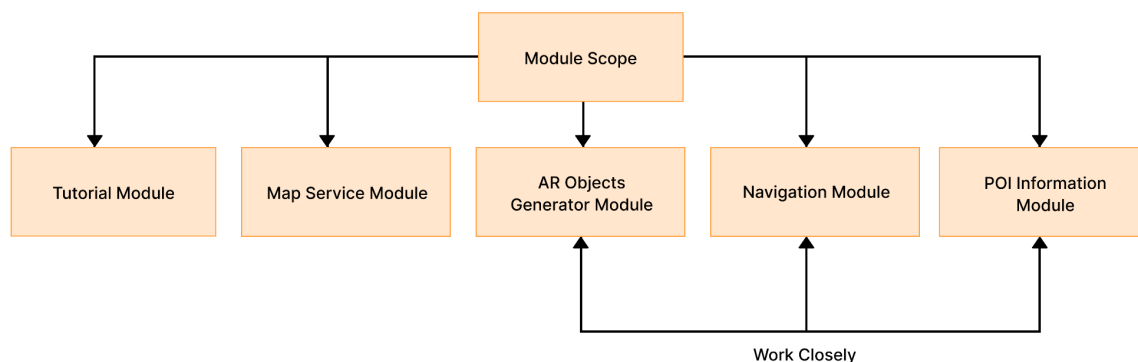 Module Scope
Tutorial Module
Map Service Module
AR Objects
Generator Module
Navigation Module
POI Information
Module
Work Closely